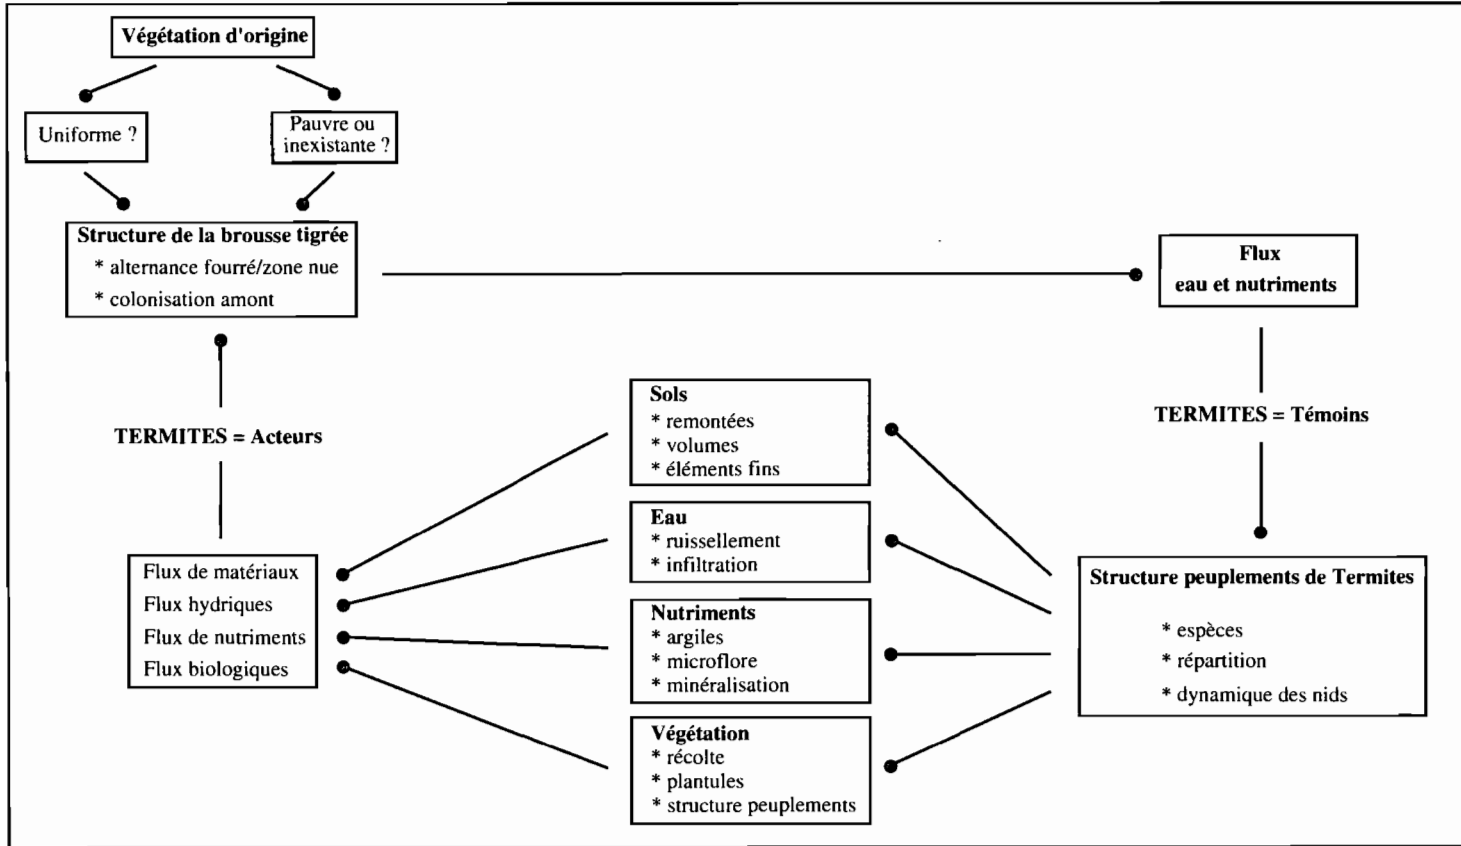 Végétation d'origine
Uniforme ?
Pauvre ou
inexistante ?
Structure de la brousse tigrée
* alternance fourré/zone nue
* colonisation amont
Flux
eau et nutriments
TERMITES = Acteurs
TERMITES = Témoins
Sols
* remontées
* volumes
* éléments fins
Eau
* ruissellement
* infiltration
Nutriments
* argiles
* microflore
* minéralisation
Végétation
* récolte
* plantules
* structure peuplements
Flux de matériaux
Flux hydriques
Flux de nutriments
Flux biologiques
Structure peuplements de Termites
* espèces
* répartition
* dynamique des nids